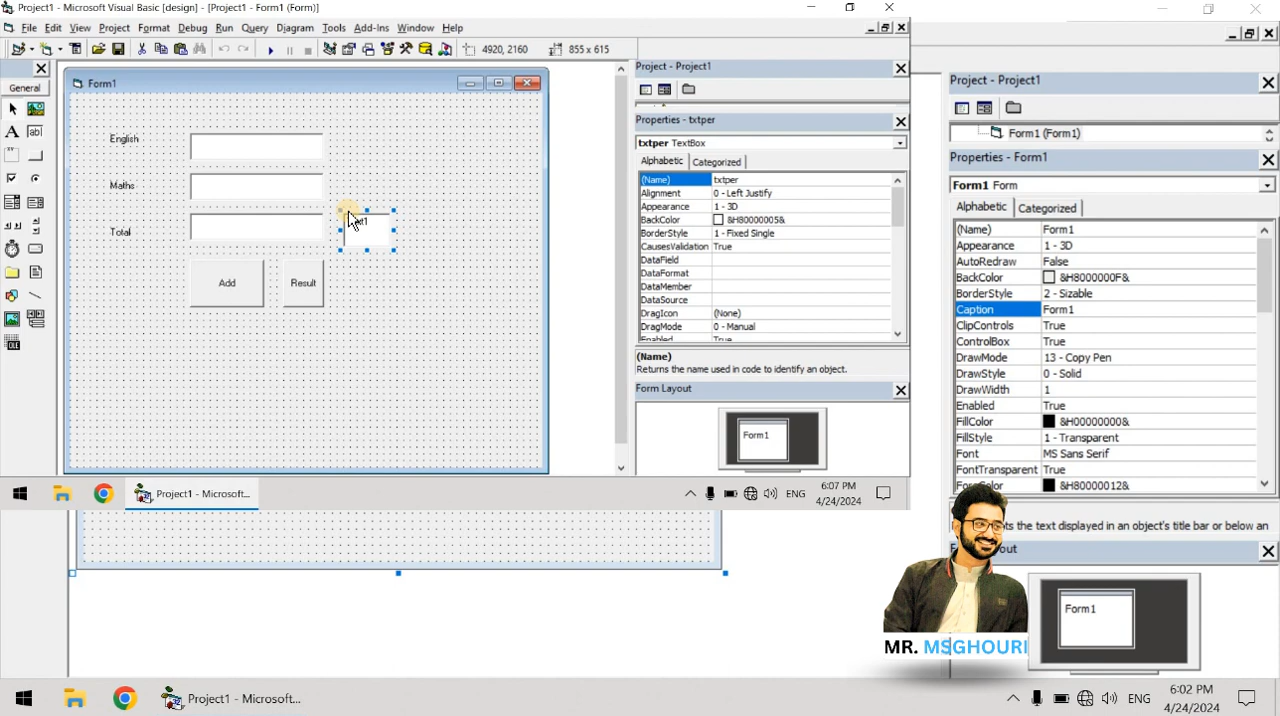 Project1 - Microsoft Visual Basic [design] - [Project1 - Form1 (Form)]
File Edit View Project Format Debug Run Query Diagram Tools Add-Ins Window Help
4920, 2160 855 x 615
General
Form1
English
Maths
Total
Add Result
Project - Project1
Properties - txtper
txtper TextBox
Alphabetic Categorized
(Name) txtper
Alignment 0 - Left Justify
Appearance 1 - 3D
BackColor &H80000005&
BorderStyle 1 - Fixed Single
CausesValidation True
DataField
DataFormat
DataMember
DataSource
DragIcon (None)
DragMode 0 - Manual
Enabled True
(Name)
Returns the name used in code to identify an object.
Form Layout
Form1
Project1 - Microsoft...
ENG
6:07 PM
4/24/2024
Project - Project1
Form1 (Form1)
Properties - Form1
Form1 Form
Alphabetic Categorized
(Name) Form1
Appearance 1 - 3D
AutoRedraw False
BackColor &H8000000F&
BorderStyle 2 - Sizable
Caption Form1
ClipControls True
ControlBox True
DrawMode 13 - Copy Pen
DrawStyle 0 - Solid
DrawWidth 1
Enabled True
FillColor &H00000000&
FillStyle 1 - Transparent
Font MS Sans Serif
FontTransparent True
&H80000012&
the text displayed in an object's title bar or below an
Form1
MR. MSGHOURI
Project1 - Microsoft...
ENG
6:02 PM
4/24/2024